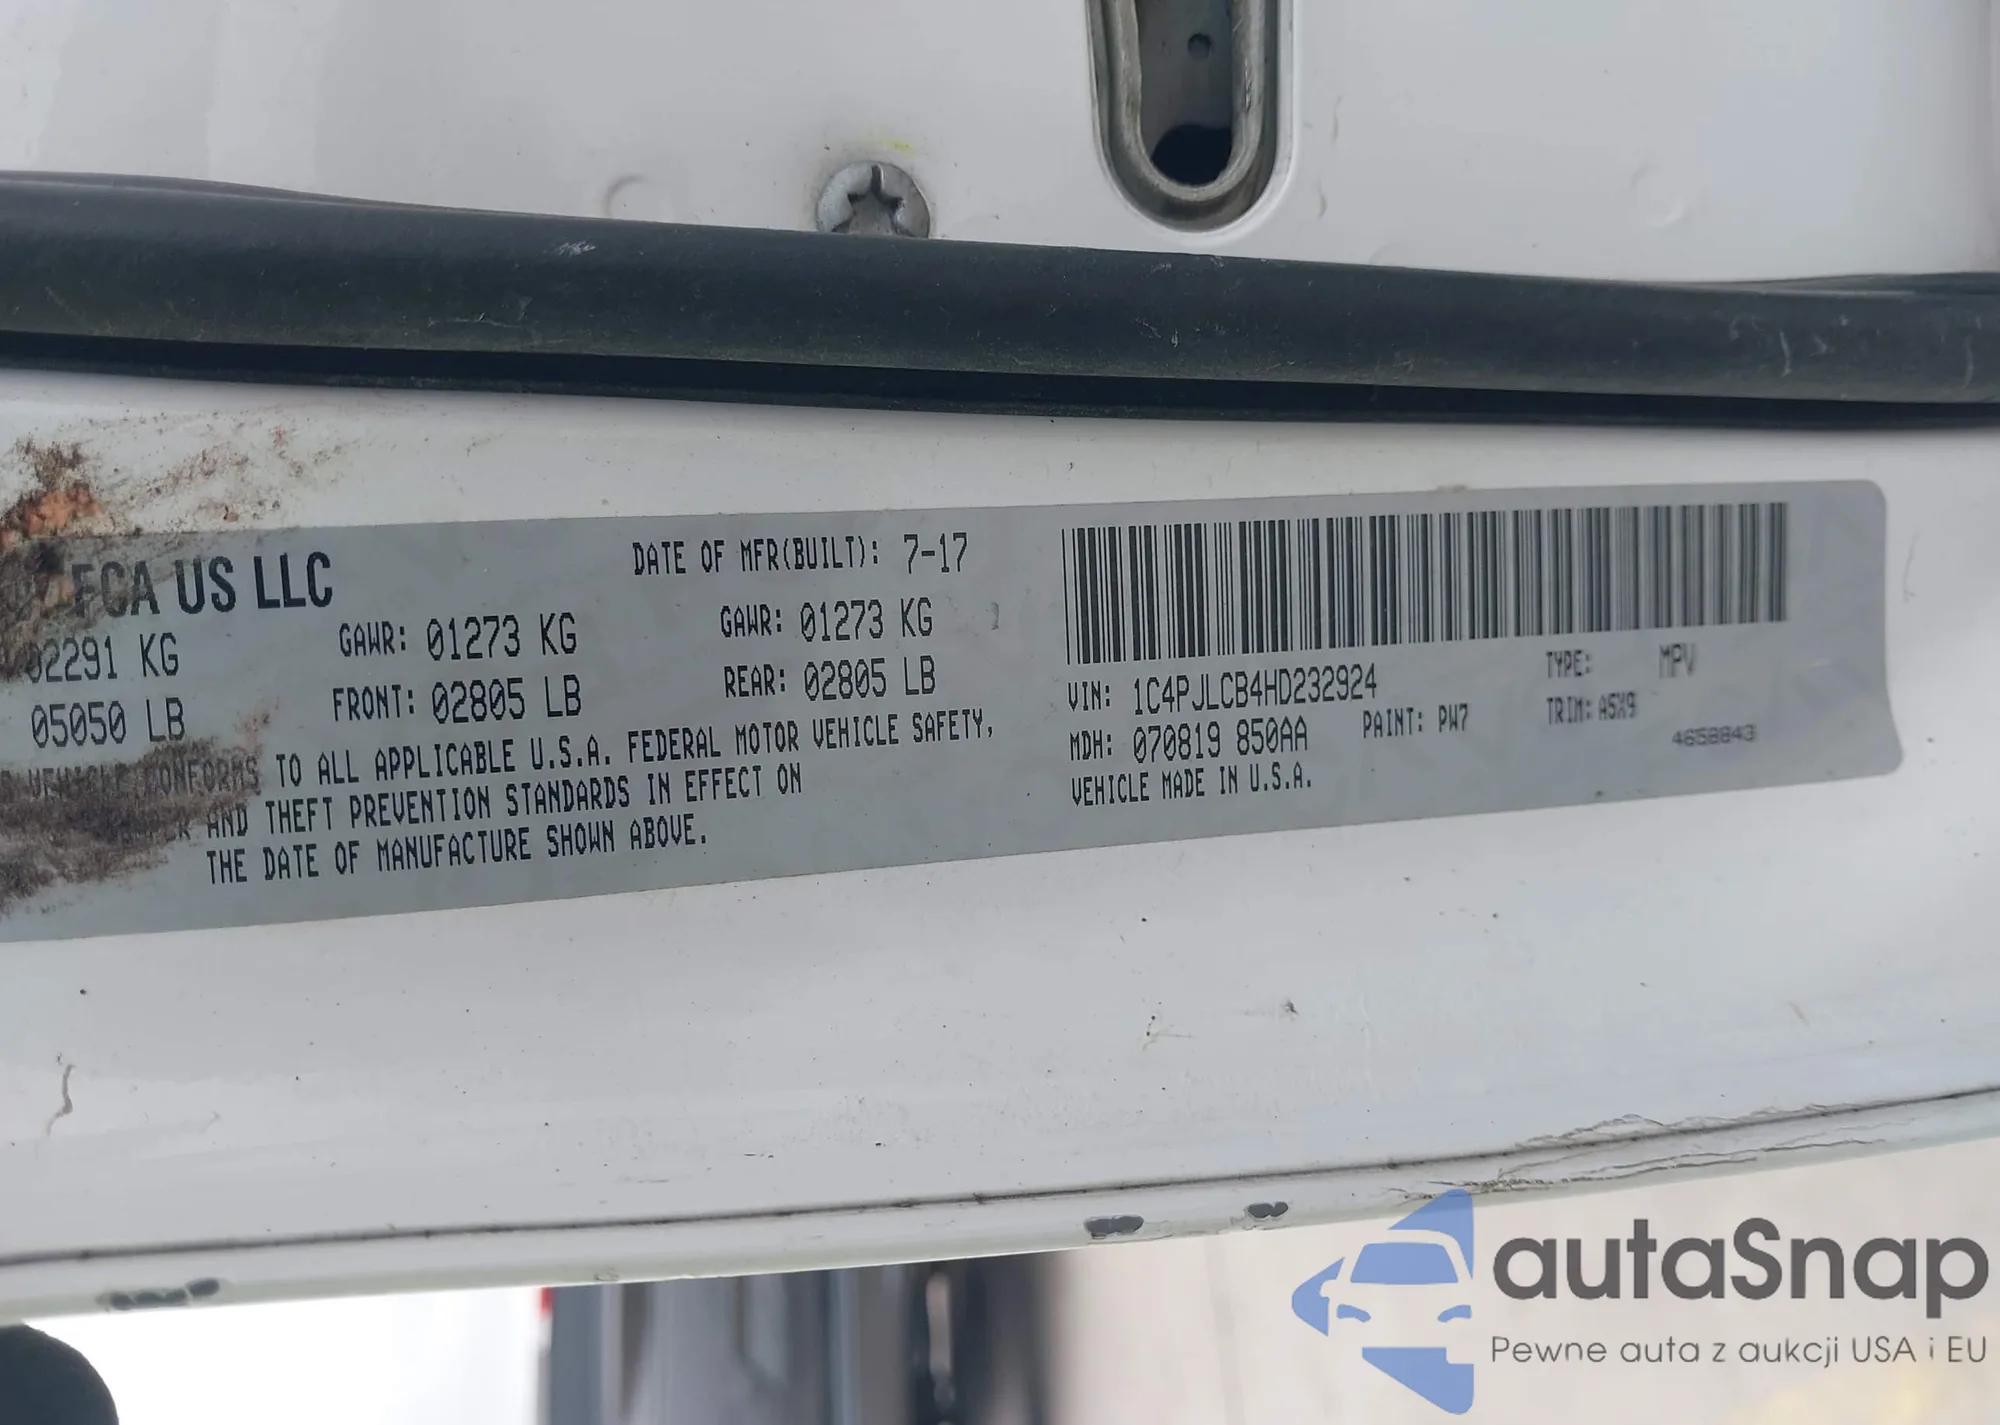 FCA US LLC
DATE OF MFR(BUILT): 7-17
02291 KG GAWR: 01273 KG GAWR: 01273 KG
05050 LB FRONT: 02805 LB REAR: 02805 LB
VEHICLE CONFORMS TO ALL APPLICABLE U.S.A. FEDERAL MOTOR VEHICLE SAFETY,
AND THEFT PREVENTION STANDARDS IN EFFECT ON
THE DATE OF MANUFACTURE SHOWN ABOVE.
VIN: 1C4PJLCB4HD232924 TYPE: MPV
MDH: 070819 850AA PAINT: PW7 TRIM: A5X9
VEHICLE MADE IN U.S.A. 4658843
autaSnap
Pewne auta z aukcji USA i EU